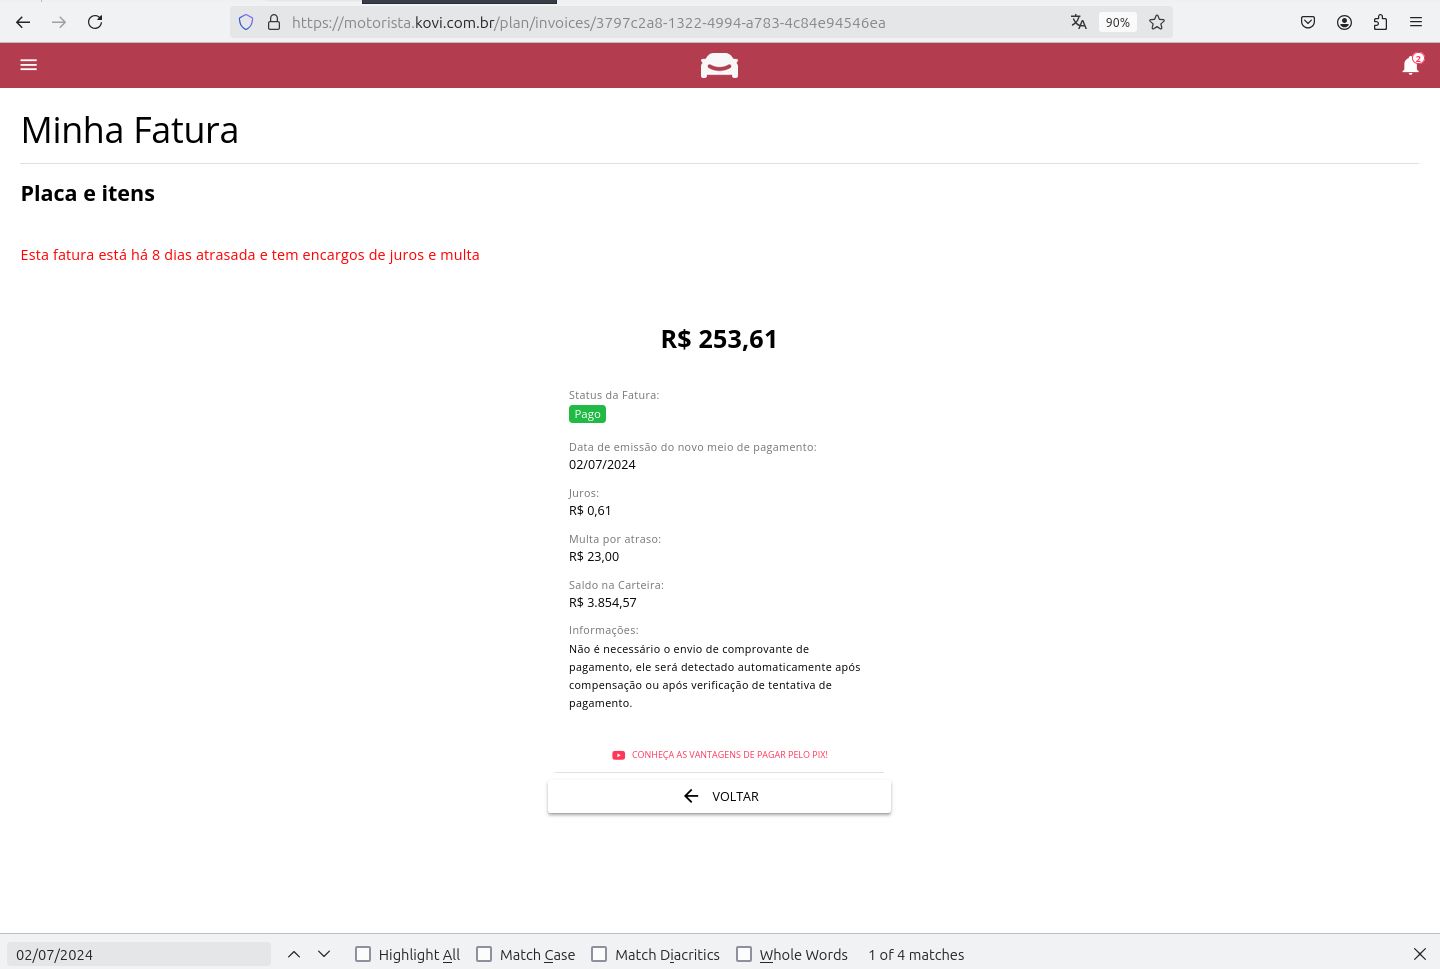 https://motorista.kovi.com.br/plan/invoices/3797c2a8-1322-4994-a783-4c84e94546ea
90%
2
Minha Fatura
Placa e itens
Esta fatura está há 8 dias atrasada e tem encargos de juros e multa
R$ 253,61
Status da Fatura:
Pago
Data de emissão do novo meio de pagamento:
02/07/2024
Juros:
R$ 0,61
Multa por atraso:
R$ 23,00
Saldo na Carteira:
R$ 3.854,57
Informações:
Não é necessário o envio de comprovante de
pagamento, ele será detectado automaticamente após
compensação ou após verificação de tentativa de
pagamento.
CONHEÇA AS VANTAGENS DE PAGAR PELO PIX!
VOLTAR
02/07/2024 Highlight All Match Case Match Diacritics Whole Words 1 of 4 matches